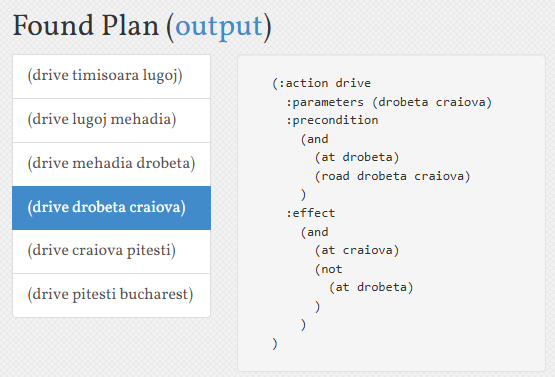 Found Plan (output)
(drive timisoara lugoj)
(drive lugoj mehadia)
(drive mehadia drobeta)
(drive drobeta craiova)
(drive craiova pitesti)
(drive pitesti bucharest)
(:action drive
  :parameters (drobeta craiova)
  :precondition
    (and
      (at drobeta)
      (road drobeta craiova)
    )
  :effect
    (and
      (at craiova)
      (not
        (at drobeta)
      )
    )
)